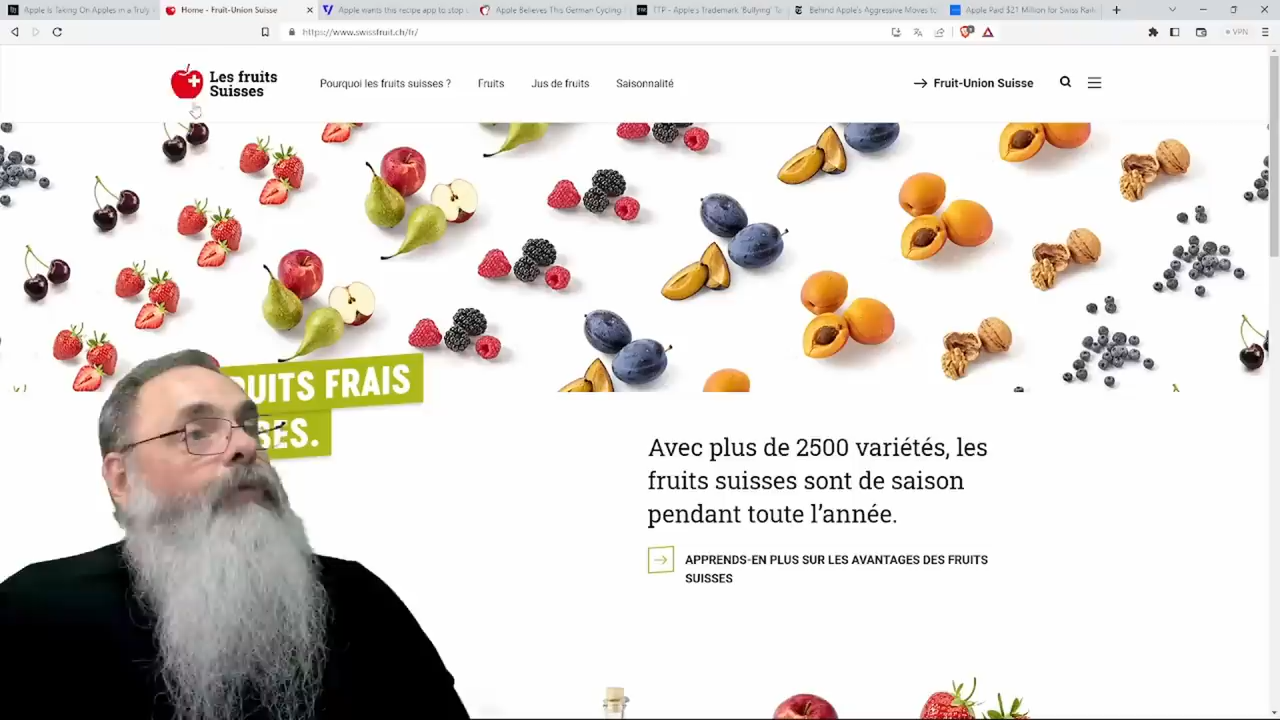 Apple Is Taking On Apples in a Truly
Home - Fruit-Union Suisse
Apple wants this recipe app to stop
Apple Believes This German Cycling
TTP - Apple's Trademark 'Bullying' Ta
Behind Apple's Aggressive Moves to
Apple Paid $21 Million for Swiss Railw
https://www.swissfruit.ch/fr/
VPN
Les fruits
Suisses
Pourquoi les fruits suisses ?
Fruits
Jus de fruits
Saisonnalité
Fruit-Union Suisse
UITS FRAIS
SES.
Avec plus de 2500 variétés, les
fruits suisses sont de saison
pendant toute l'année.
APPRENDS-EN PLUS SUR LES AVANTAGES DES FRUITS
SUISSES